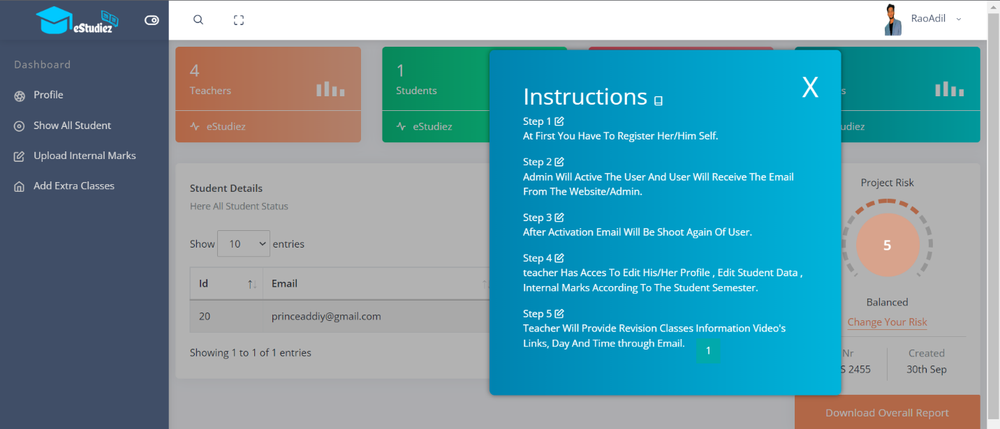 eStudiez
RaoAdil
Dashboard
Profile
Show All Student
Upload Internal Marks
Add Extra Classes
4
Teachers
eStudiez
1
Students
eStudiez
Instructions
X
Step 1
At First You Have To Register Her/Him Self.
Step 2
Admin Will Active The User And User Will Receive The Email
From The Website/Admin.
Step 3
After Activation Email Will Be Shoot Again Of User.
Step 4
teacher Has Acces To Edit His/Her Profile , Edit Student Data ,
Internal Marks According To The Student Semester.
Step 5
Teacher Will Provide Revision Classes Information Video's
Links, Day And Time through Email.
1
Student Details
Here All Student Status
Show 10 entries
Id Email
20 princeaddiy@gmail.com
Showing 1 to 1 of 1 entries
Project Risk
5
Balanced
Change Your Risk
Nr Created
S 2455 30th Sep
Download Overall Report